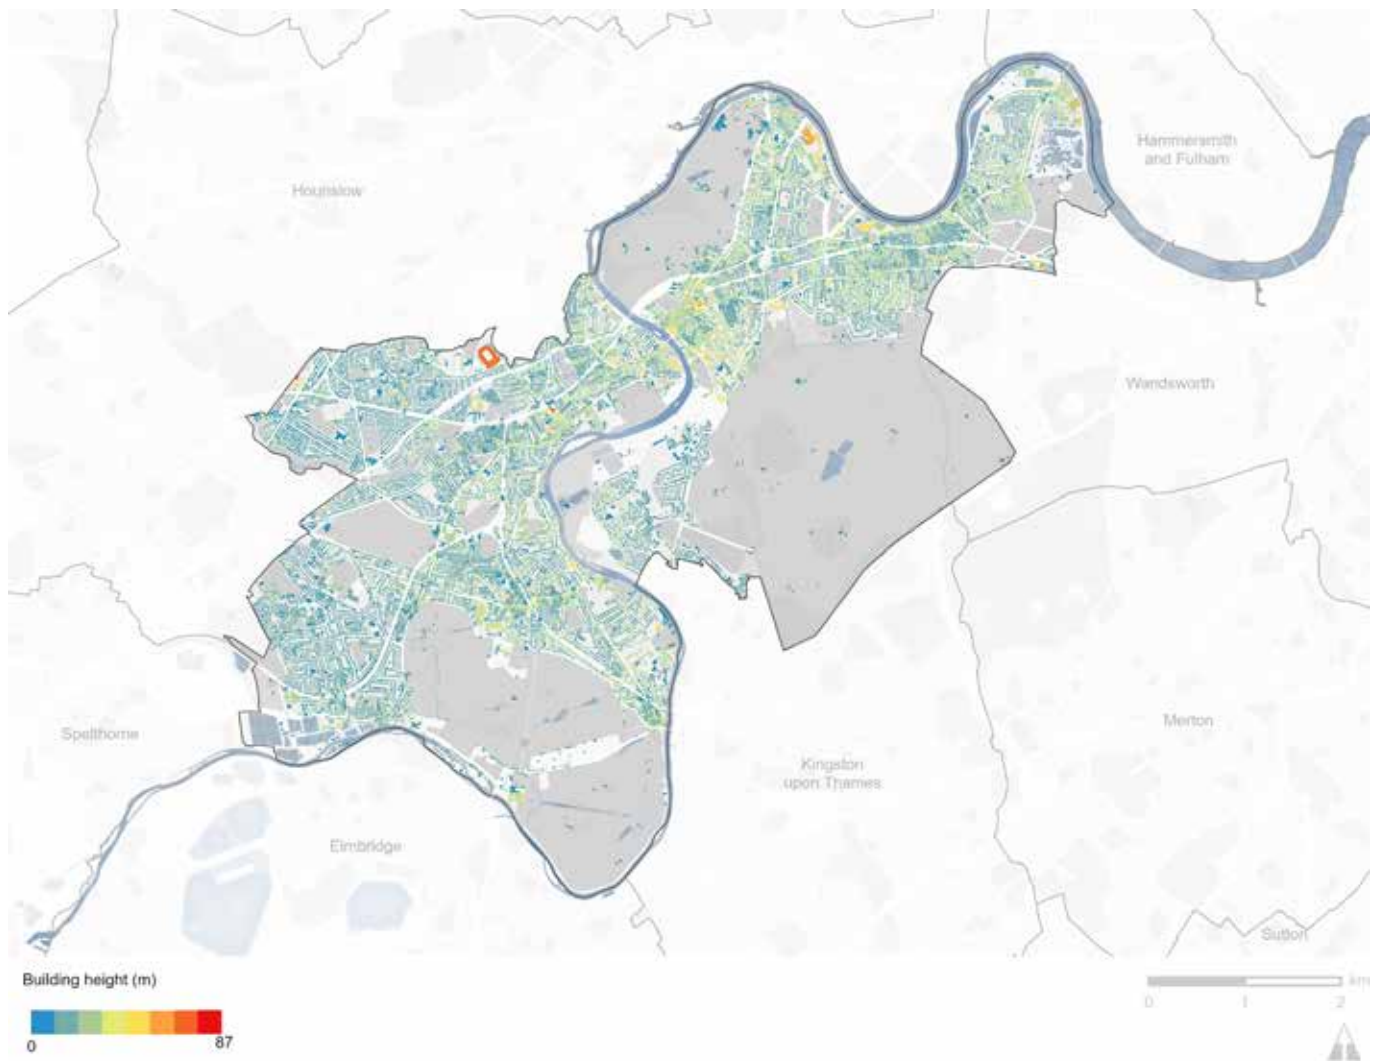 Hammersmith
and Fulham
Hounslow
Wandsworth
Spelthorne
Merton
Kingston
upon Thames
Elmbridge
Sutton
Building height (m)
0
87
km
0
1
2